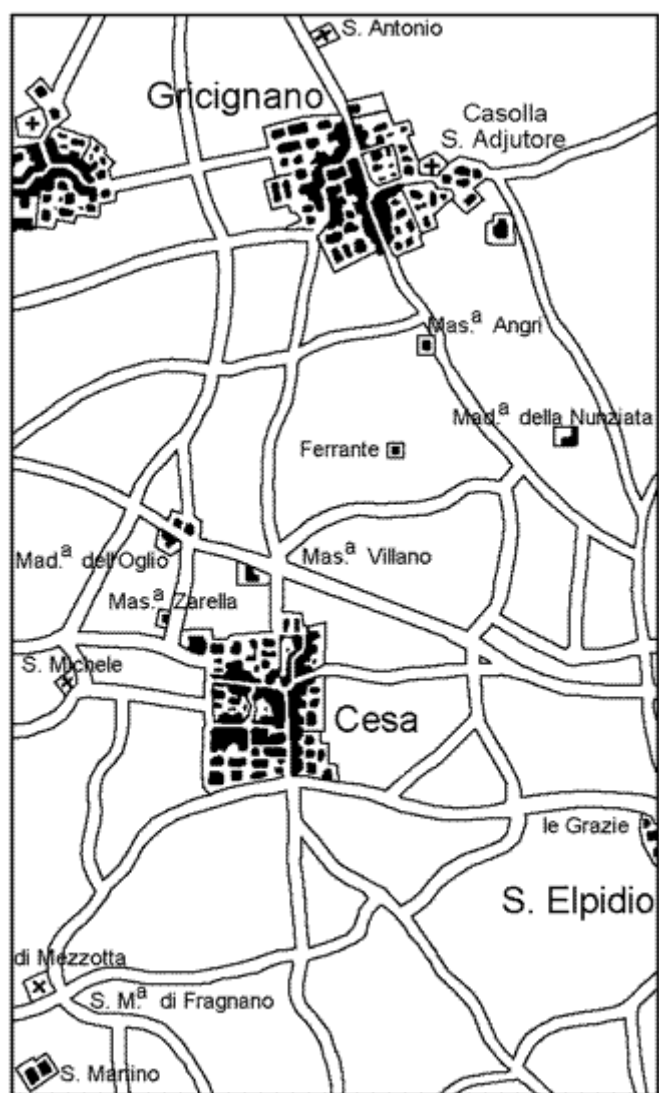 S. Antonio
Gricignano
Casolla
S. Adjutore
Mas.ª Angri
Mad.ª della Nunziata
Ferrante
Mad.ª dell'Oglio
Mas.ª Villano
Mas.ª Zarella
S. Michele
Cesa
le Grazie
S. Elpidio
di Mezzotta
S. M.ª di Fragnano
S. Martino